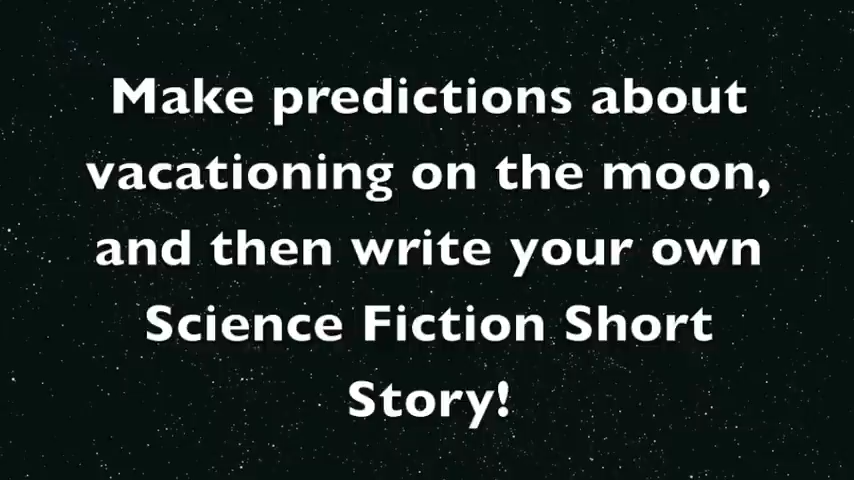 Make predictions about
vacationing on the moon,
and then write your own
Science Fiction Short
Story!